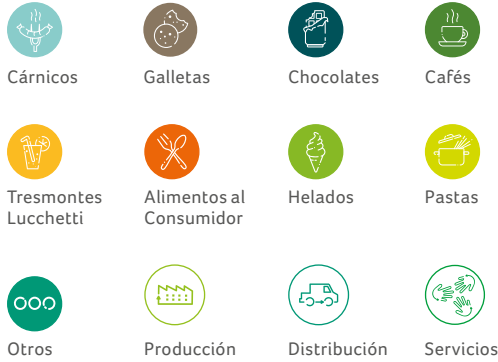 Cárnicos
Galletas
Chocolates
Cafés
Tresmontes
Lucchetti
Alimentos al
Consumidor
Helados
Pastas
Otros
Producción
Distribución
Servicios